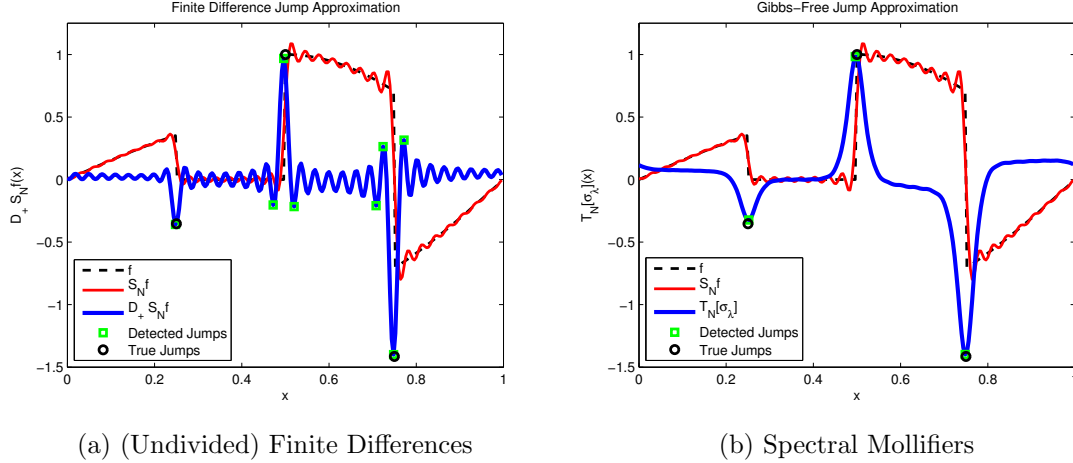 Finite Difference Jump Approximation
1
0.5
0
−0.5
−1
−1.5
D+ SNf(x)
f
SNf
D+ SNf
Detected Jumps
True Jumps
0 0.2 0.4 0.6 0.8 1
x
(a) (Undivided) Finite Differences
Gibbs−Free Jump Approximation
1
0.5
0
−0.5
−1
−1.5
TN[σλ](x)
f
SNf
TN[σλ]
Detected Jumps
True Jumps
0 0.2 0.4 0.6 0.8 1
x
(b) Spectral Mollifiers